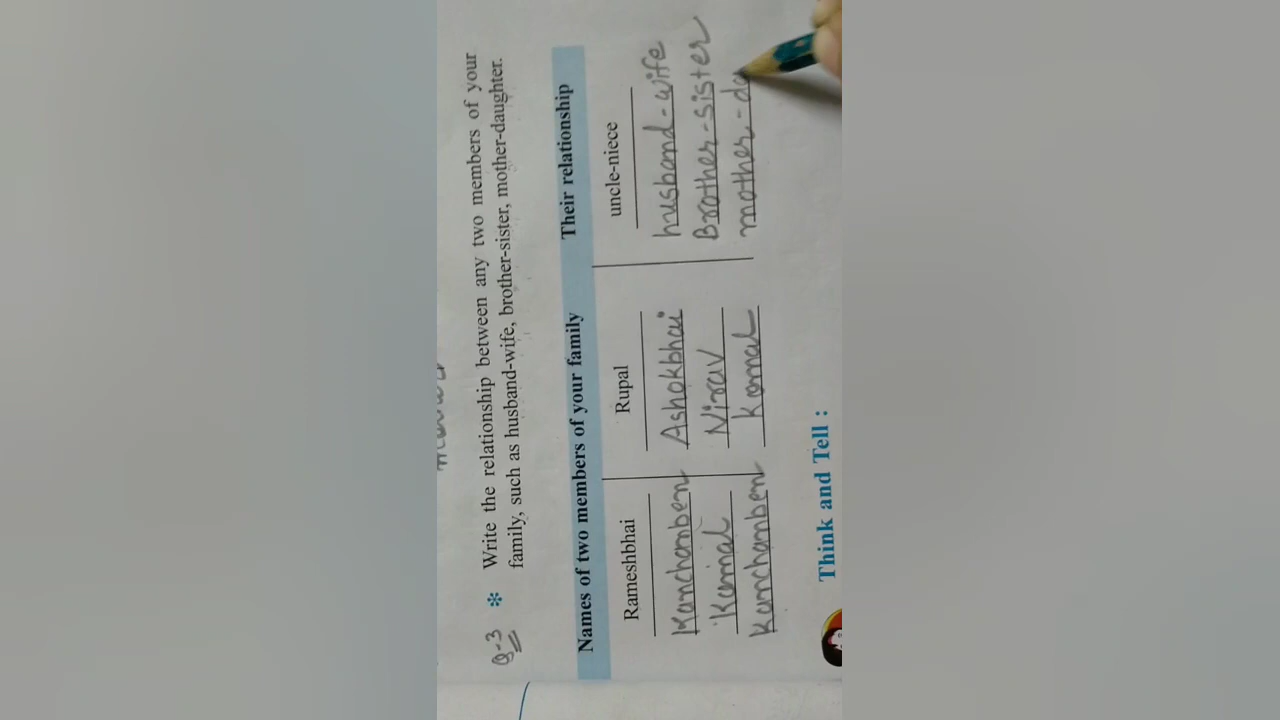 Q-3 * Write the relationship between any two members of your
family, such as husband-wife, brother-sister, mother-daughter.
Names of two members of your family Their relationship
Rameshbhai Rupal uncle-niece
Kanchanben Ashokbhai husband-wife
Kamal Nirav Brother-sister
Kanchanben Komal mother-da
Think and Tell :